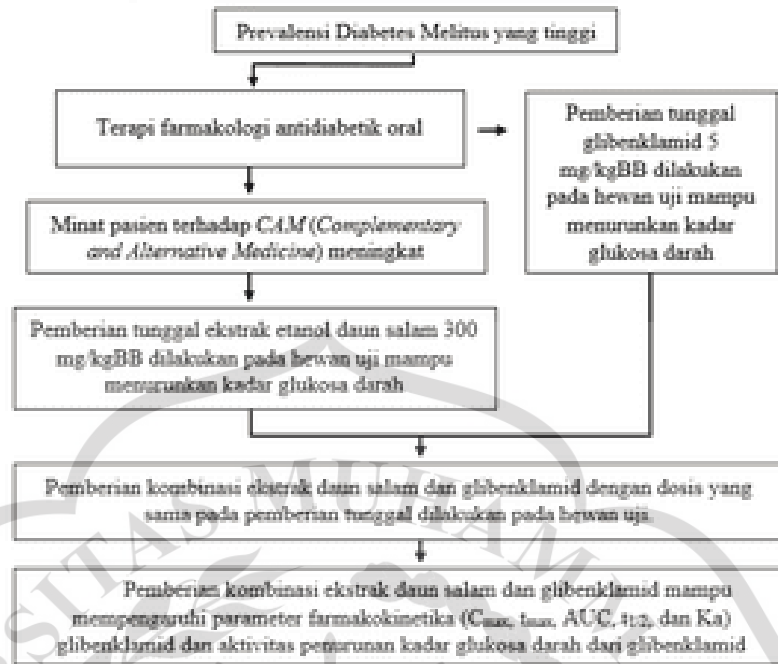 Prevalensi Diabetes Melitus yang tinggi
Terapi farmakologi antidiabetik oral
Pemberian tunggal
glibenklamid 5
mg/kgBB dilakukan
pada hewan uji mampu
menurunkan kadar
glukosa darah
Minat pasien terhadap CAM (Complementary
and Alternative Medicine) meningkat
Pemberian tunggal ekstrak etanol daun salam 300
mg/kgBB dilakukan pada hewan uji mampu
menurunkan kadar glukosa darah
Pemberian kombinasi ekstrak daun salam dan glibenklamid dengan dosis yang
sama pada pemberian tunggal dilakukan pada hewan uji
Pemberian kombinasi ekstrak daun salam dan glibenklamid mampu
mempengaruhi parameter farmakokinetika (Cmax, tmax, AUC, t1/2, dan Ka)
glibenklamid dan aktivitas penurunan kadar glukosa darah dari glibenklamid
SITAS MUHAM